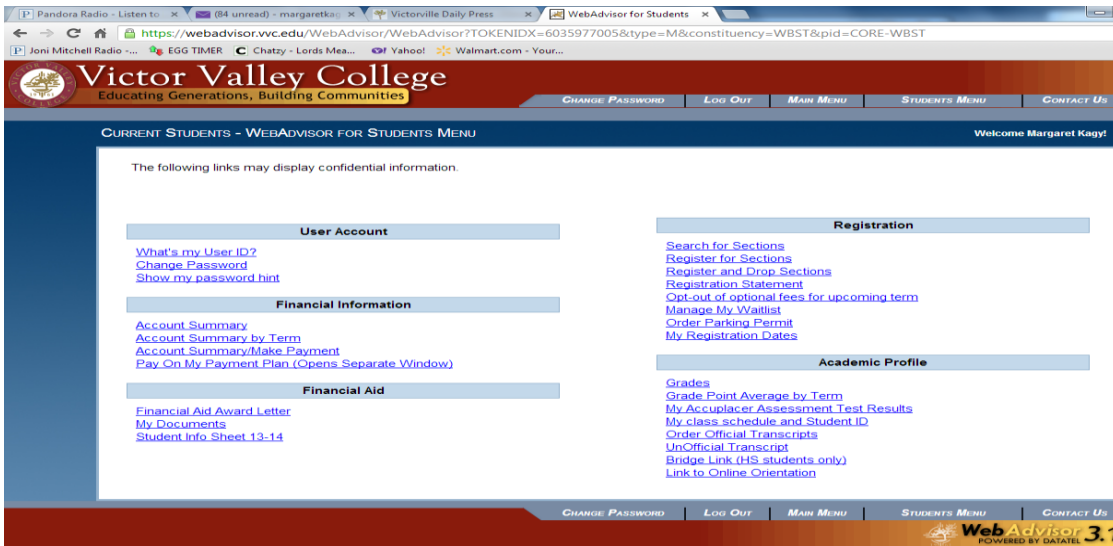 Pandora Radio - Listen to
(84 unread) - margaretkag
Victorville Daily Press
WebAdvisor for Students
https://webadvisor.vvc.edu/WebAdvisor/WebAdvisor?TOKENIDX=6035977005&type=M&constituency=WBST&pid=CORE-WBST
Joni Mitchell Radio -... EGG TIMER Chatzy - Lords Mea... Yahoo! Walmart.com - Your...
Victor Valley College
Educating Generations, Building Communities
CHANGE PASSWORD LOG OUT MAIN MENU STUDENTS MENU CONTACT US
CURRENT STUDENTS - WEBADVISOR FOR STUDENTS MENU Welcome Margaret Kagy!
The following links may display confidential information.
User Account
What's my User ID?
Change Password
Show my password hint
Financial Information
Account Summary
Account Summary by Term
Account Summary/Make Payment
Pay On My Payment Plan (Opens Separate Window)
Financial Aid
Financial Aid Award Letter
My Documents
Student Info Sheet 13-14
Registration
Search for Sections
Register for Sections
Register and Drop Sections
Registration Statement
Opt-out of optional fees for upcoming term
Manage My Waitlist
Order Parking Permit
My Registration Dates
Academic Profile
Grades
Grade Point Average by Term
My Accuplacer Assessment Test Results
My class schedule and Student ID
Order Official Transcripts
UnOfficial Transcript
Bridge Link (HS students only)
Link to Online Orientation
CHANGE PASSWORD LOG OUT MAIN MENU STUDENTS MENU CONTACT US
WebAdvisor 3.1
POWERED BY DATATEL